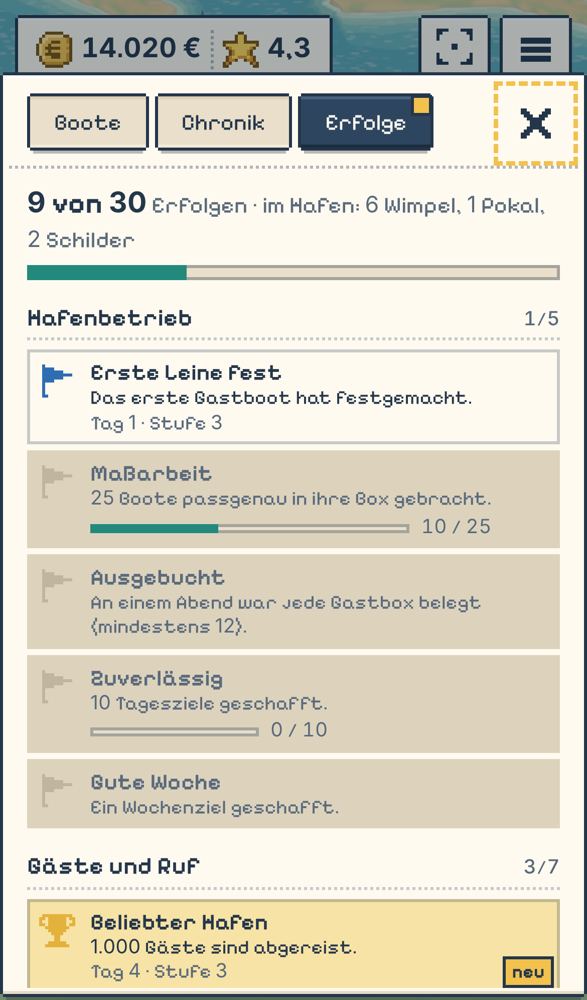 14.020 € 4,3
Boote Chronik Erfolge
9 von 30 Erfolgen · im Hafen: 6 Wimpel, 1 Pokal,
2 Schilder
Hafenbetrieb 1/5
Erste Leine fest
Das erste Gastboot hat festgemacht.
Tag 1 · Stufe 3
Maßarbeit
25 Boote passgenau in ihre Box gebracht.
10 / 25
Ausgebucht
An einem Abend war jede Gastbox belegt
(mindestens 12).
Zuverlässig
10 Tagesziele geschafft.
0 / 10
Gute Woche
Ein Wochenziel geschafft.
Gäste und Ruf 3/7
Beliebter Hafen
1.000 Gäste sind abgereist.
Tag 4 · Stufe 3
neu